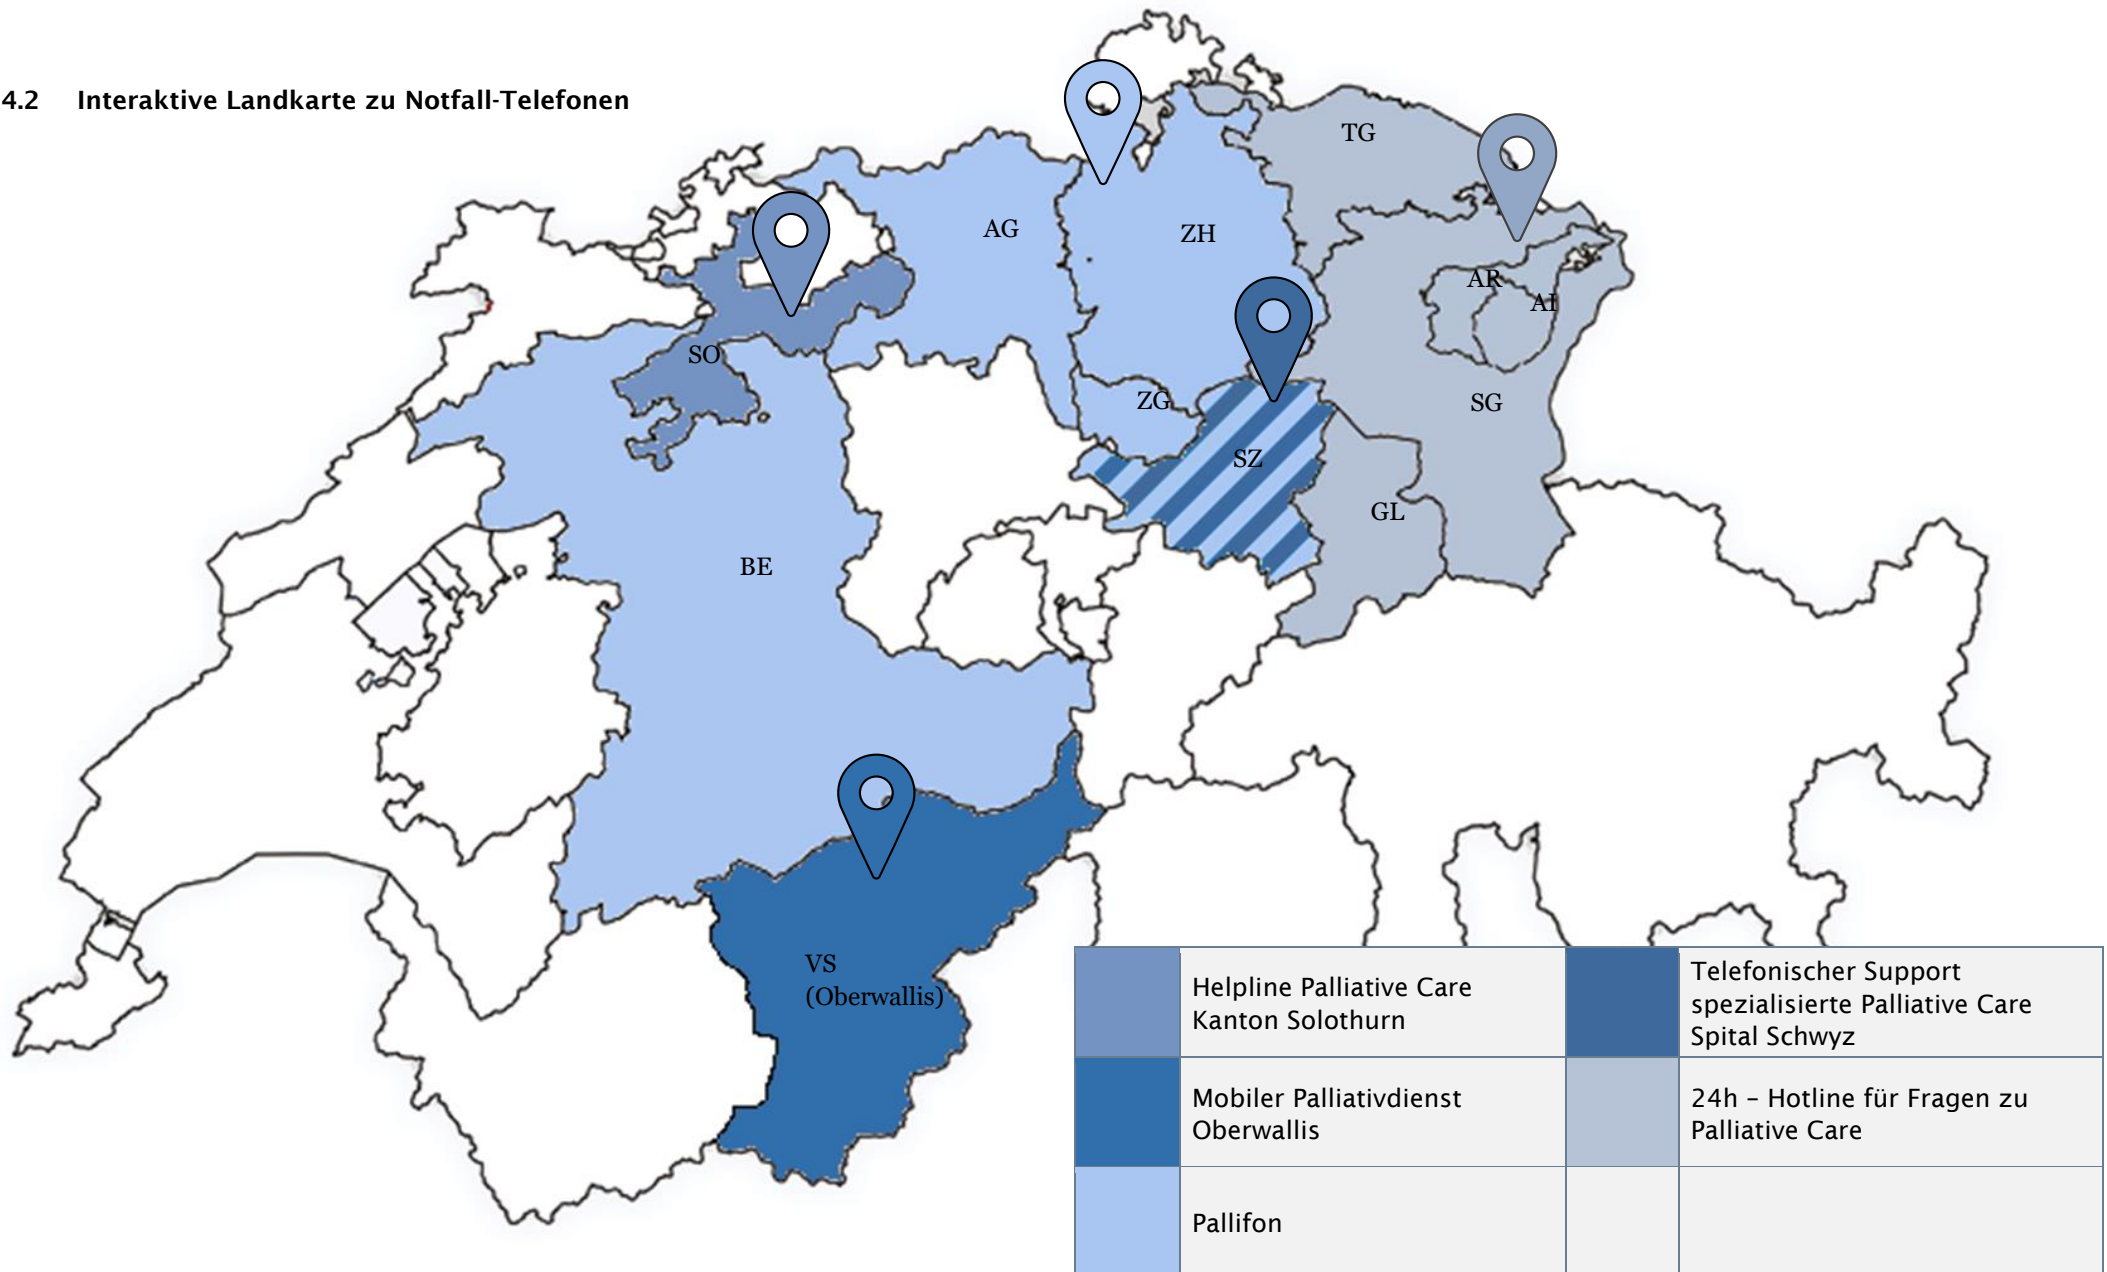 4.2 Interaktive Landkarte zu Notfall-Telefonen
TG
AG
ZH
AR
AI
SO
ZG
SG
SZ
GL
BE
VS
(Oberwallis)
Helpline Palliative Care
Kanton Solothurn
Telefonischer Support
spezialisierte Palliative Care
Spital Schwyz
Mobiler Palliativdienst
Oberwallis
24h – Hotline für Fragen zu
Palliative Care
Pallifon